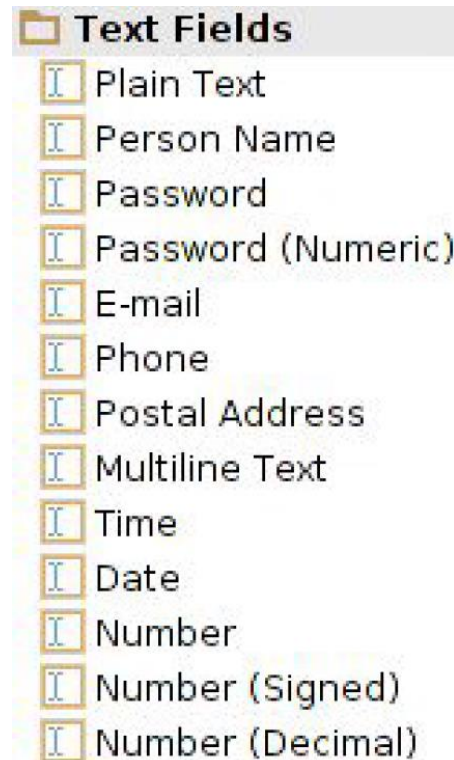 Text Fields
Plain Text
Person Name
Password
Password (Numeric)
E-mail
Phone
Postal Address
Multiline Text
Time
Date
Number
Number (Signed)
Number (Decimal)